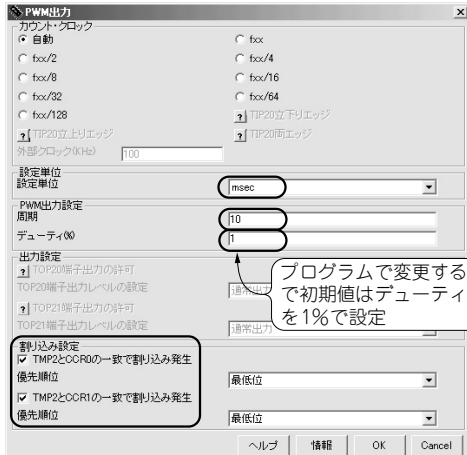 PWM出力
カウント・クロック
自動
fxx
fxx/2
fxx/4
fxx/8
fxx/16
fxx/32
fxx/64
fxx/128
? TIP20立下りエッジ
? TIP20立上りエッジ
? TIP20両エッジ
外部クロック(KHz) 100
設定単位
設定単位
msec
PWM出力設定
周期
10
デューティ(%)
1
プログラムで変更する
で初期値はデューティ
を1%で設定
出力設定
? TOP20端子出力の許可
TOP20端子出力レベルの設定
通常出力
? TOP21端子出力の許可
TOP21端子出力レベルの設定
通常出力
割り込み設定
TMP2とCCR0の一致で割り込み発生
優先順位
最低位
TMP2とCCR1の一致で割り込み発生
優先順位
最低位
ヘルプ
情報
OK
Cancel